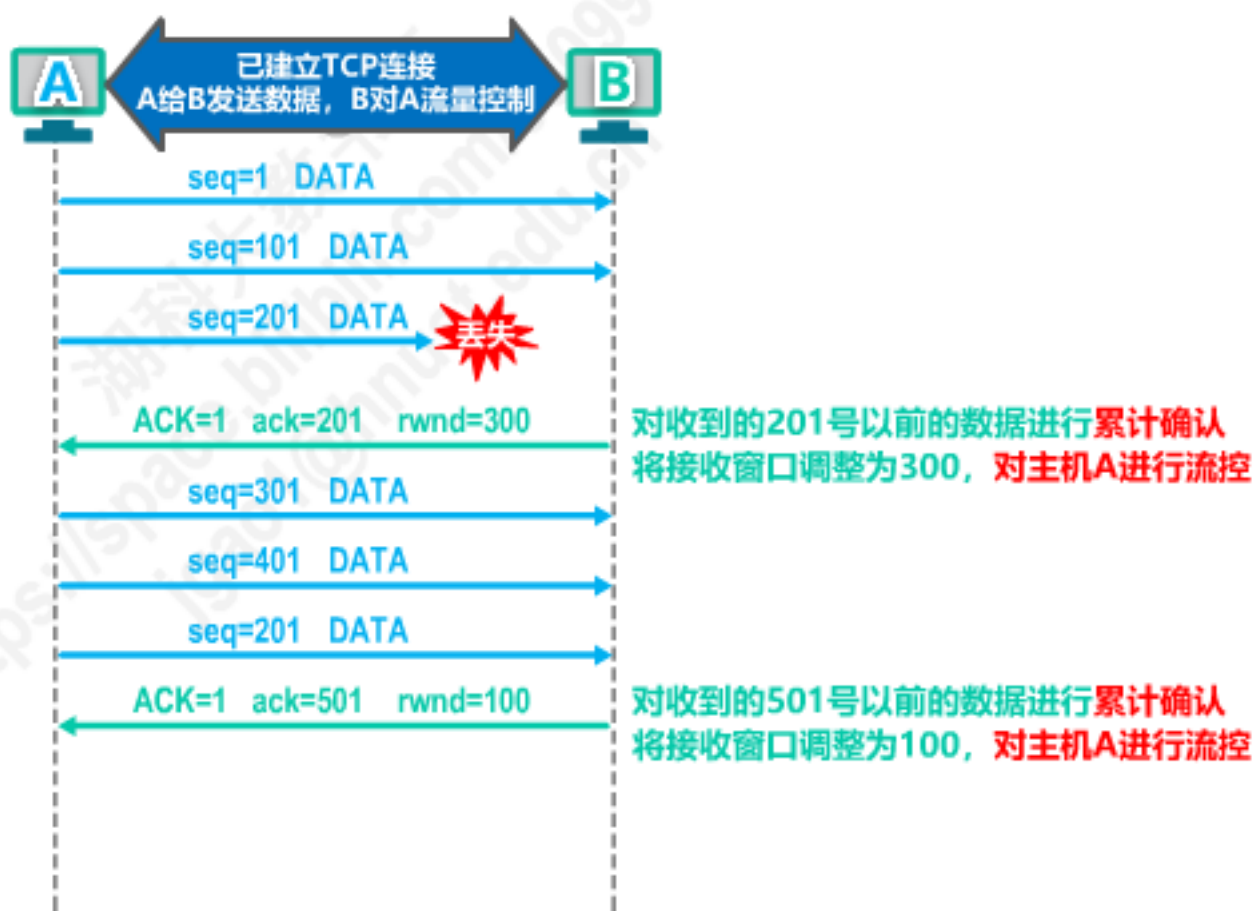 已建立TCP连接
A给B发送数据，B对A流量控制
A
B
seq=1 DATA
seq=101 DATA
seq=201 DATA
丢失
ACK=1 ack=201 rwnd=300
对收到的201号以前的数据进行累计确认
将接收窗口调整为300，对主机A进行流控
seq=301 DATA
seq=401 DATA
seq=201 DATA
ACK=1 ack=501 rwnd=100
对收到的501号以前的数据进行累计确认
将接收窗口调整为100，对主机A进行流控